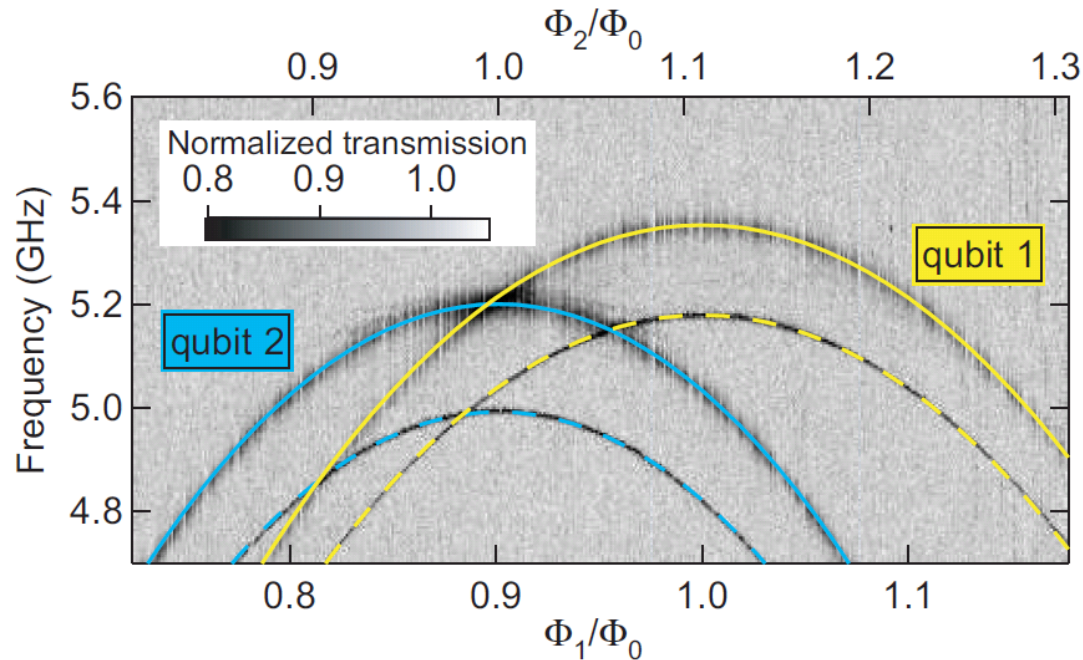 Φ₂/Φ₀
0.9 1.0 1.1 1.2 1.3
5.6
Normalized transmission
0.8 0.9 1.0
5.4
qubit 1
5.2
qubit 2
5.0
4.8
Frequency (GHz)
0.8 0.9 1.0 1.1
Φ₁/Φ₀